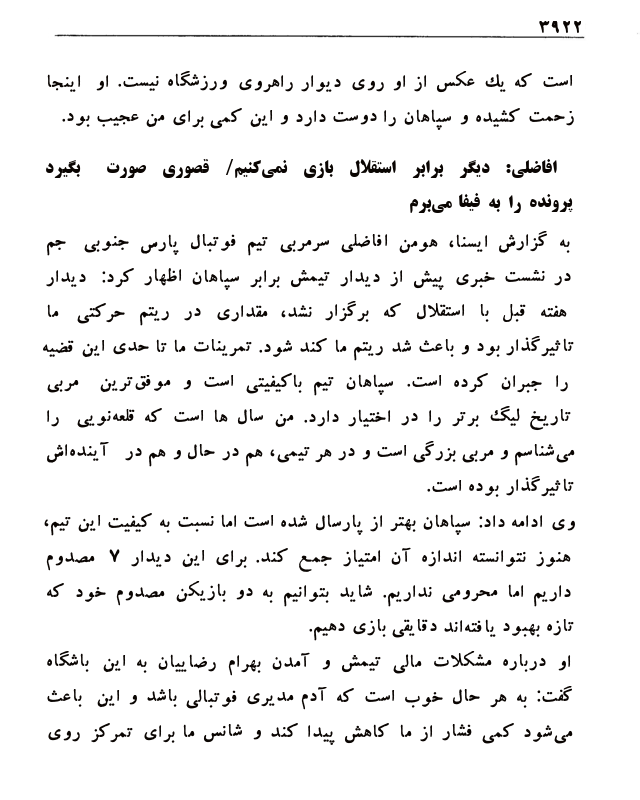 ۳۹۲۲
است که یك عکس از او روی دیوار راهروی ورزشگاه نیست. او اینجا
زحمت کشیده و سپاهان را دوست دارد و این کمی برای من عجیب بود.
افاضلی: دیگر برابر استقلال بازی نمی‌کنیم/ قصوری صورت بگیرد
پرونده را به فیفا می‌برم
به گزارش ایسنا، هومن افاضلی سرمربی تیم فوتبال پارس جنوبی جم
در نشست خبری پیش از دیدار تیمش برابر سپاهان اظهار کرد: دیدار
هفته قبل با استقلال که برگزار نشد، مقداری در ریتم حرکتی ما
تاثیرگذار بود و باعث شد ریتم ما کند شود. تمرینات ما تا حدی این قضیه
را جبران کرده است. سپاهان تیم باکیفیتی است و موفق‌ترین مربی
تاریخ لیگ برتر را در اختیار دارد. من سال ها است که قلعه‌نویی را
می‌شناسم و مربی بزرگی است و در هر تیمی، هم در حال و هم در آینده‌اش
تاثیرگذار بوده است.
وی ادامه داد: سپاهان بهتر از پارسال شده است اما نسبت به کیفیت این تیم،
هنوز نتوانسته اندازه آن امتیاز جمع کند. برای این دیدار ۷ مصدوم
داریم اما محرومی نداریم. شاید بتوانیم به دو بازیکن مصدوم خود که
تازه بهبود یافته‌اند دقایقی بازی دهیم.
او درباره مشکلات مالی تیمش و آمدن بهرام رضاییان به این باشگاه
گفت: به هر حال خوب است که آدم مدیری فوتبالی باشد و این باعث
می‌شود کمی فشار از ما کاهش پیدا کند و شانس ما برای تمرکز روی